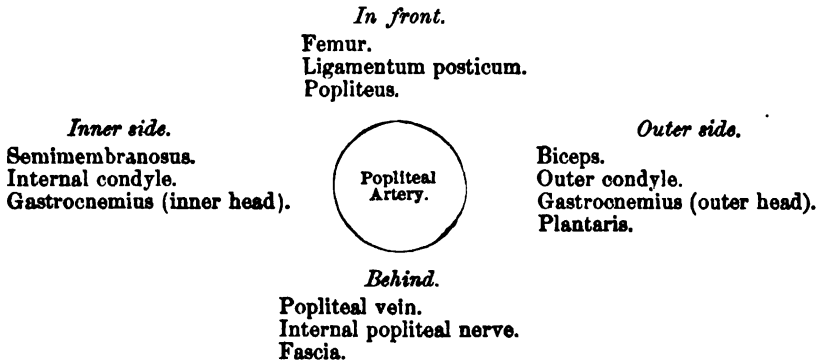 In front.
Femur.
Ligamentum posticum.
Popliteus.
Inner side.
Semimembranosus.
Internal condyle.
Gastrocnemius (inner head).
Popliteal
Artery.
Outer side.
Biceps.
Outer condyle.
Gastrocnemius (outer head).
Plantaris.
Behind.
Popliteal vein.
Internal popliteal nerve.
Fascia.